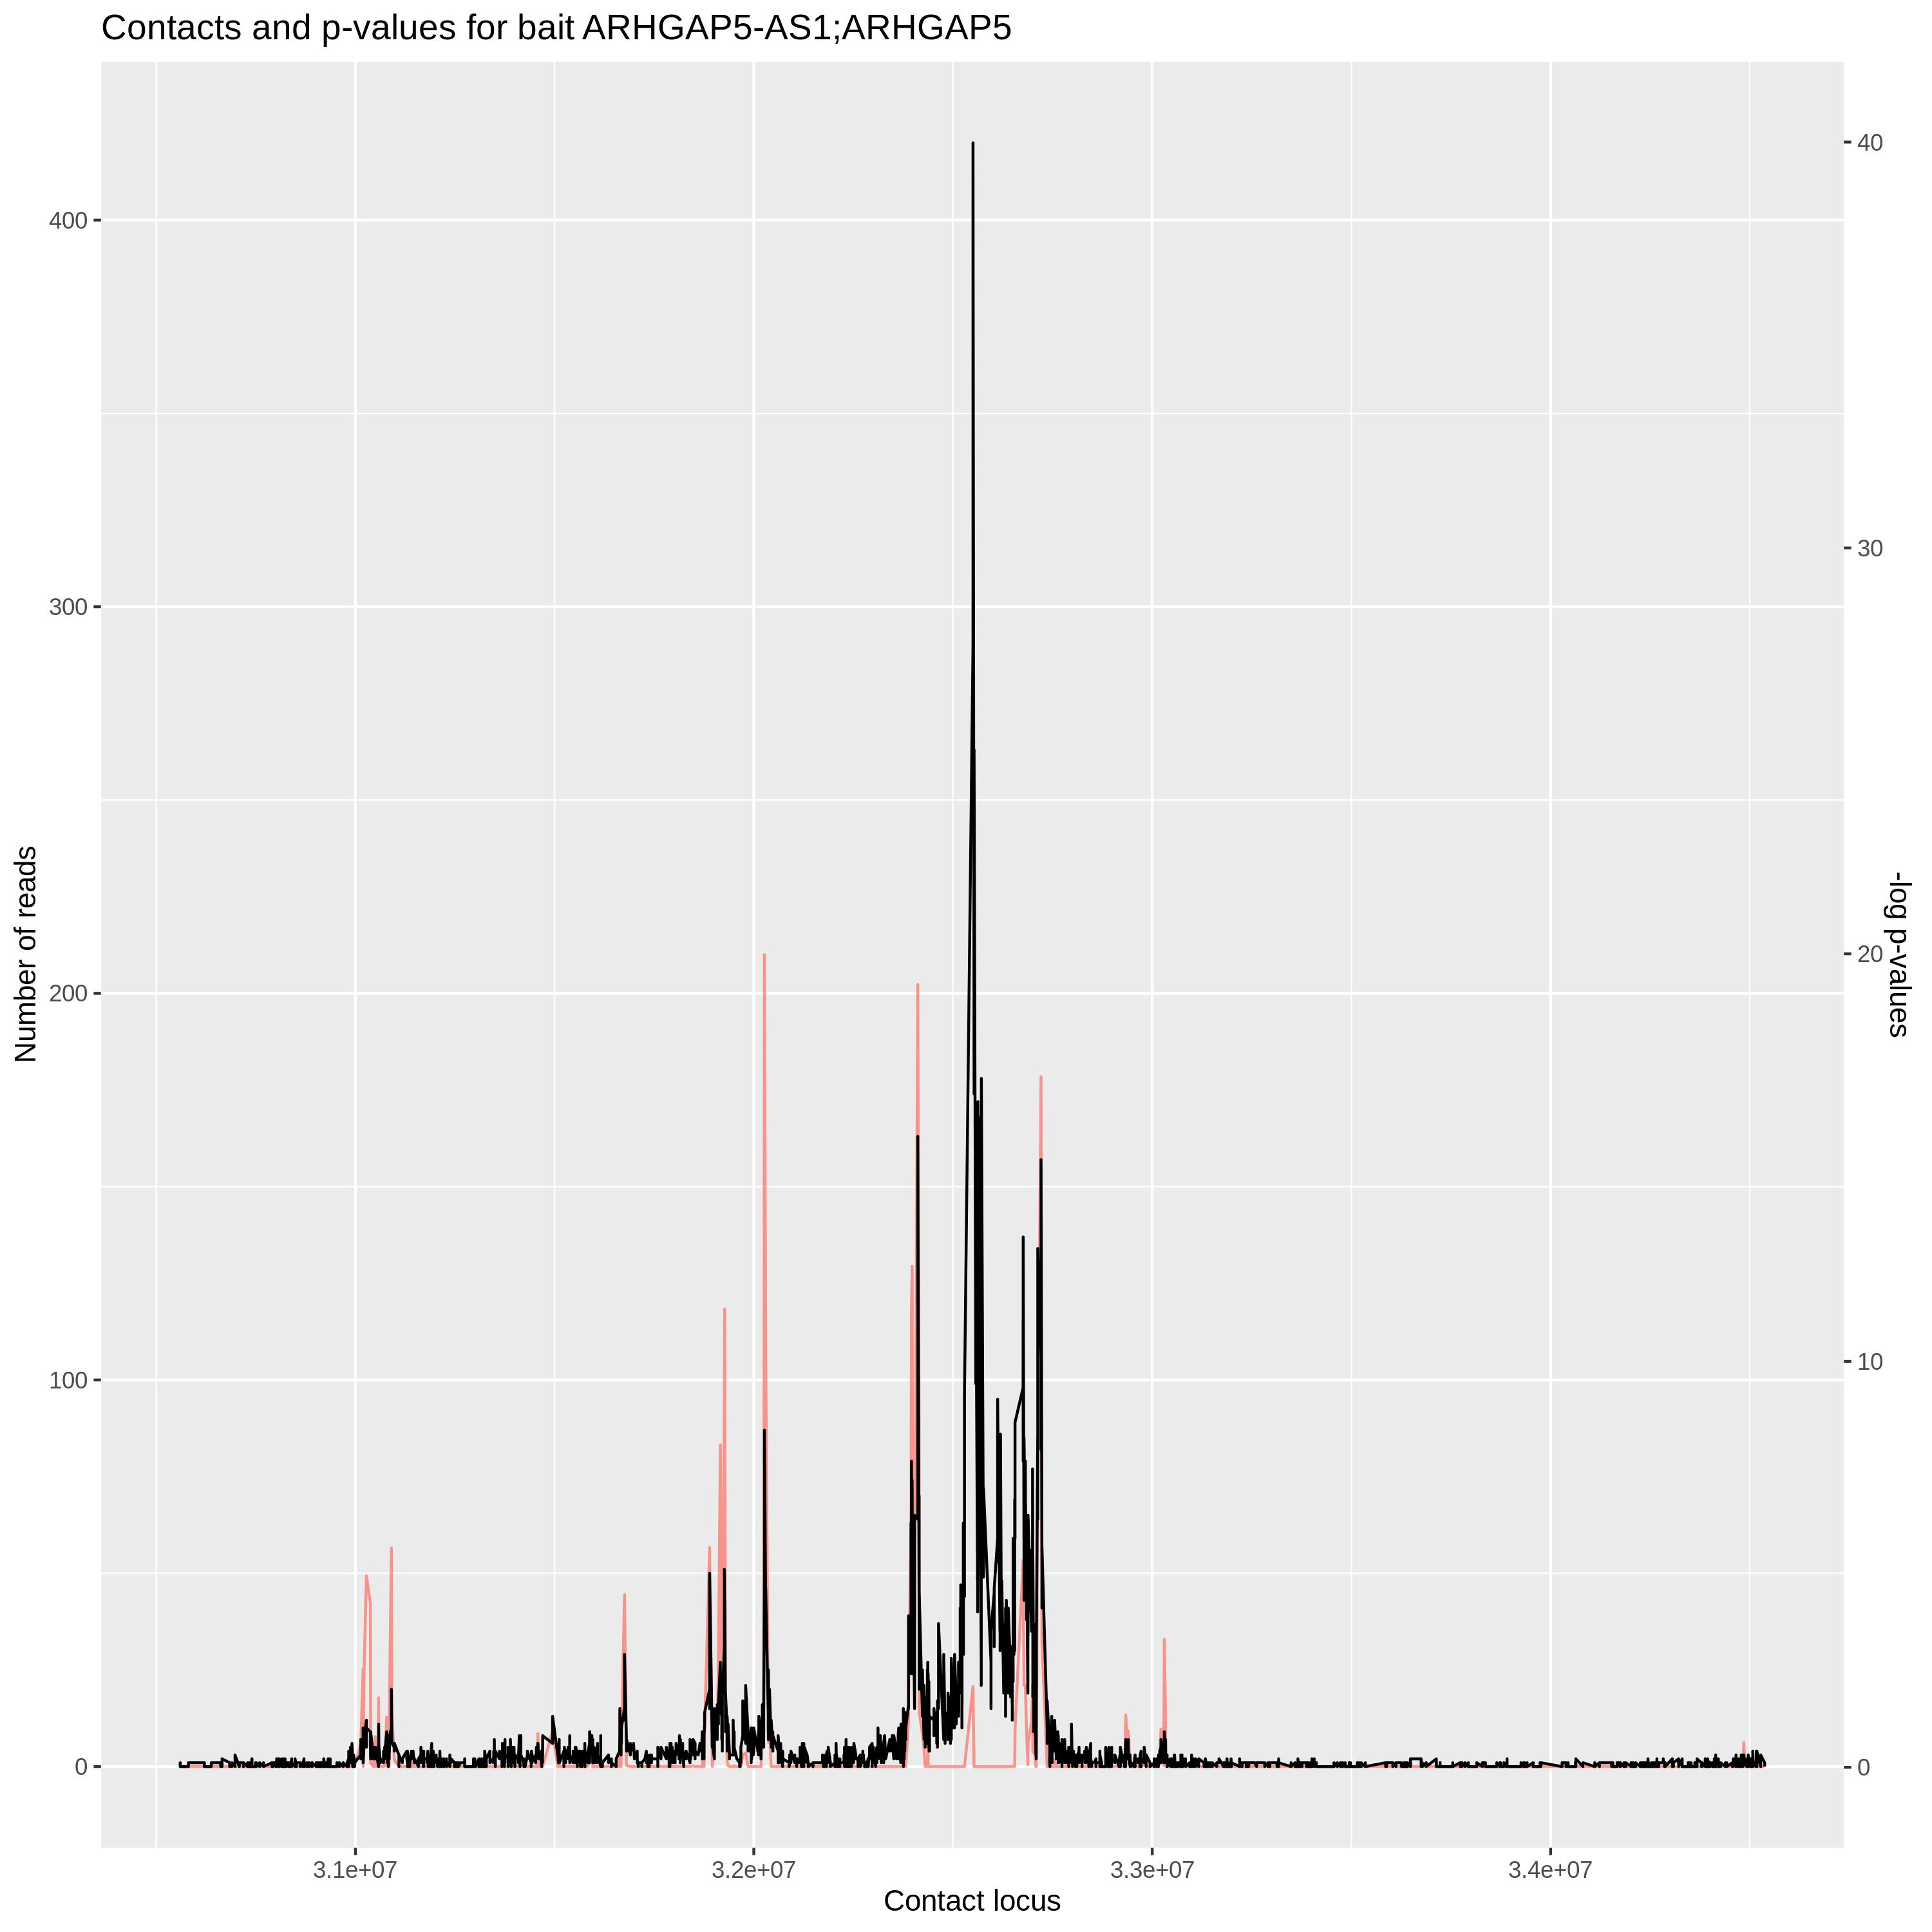 Contacts and p-values for bait ARHGAP5-AS1;ARHGAP5
400
300
200
100
0
Number of reads
40
30
20
10
0
-log p-values
3.1e+07
3.2e+07
3.3e+07
3.4e+07
Contact locus